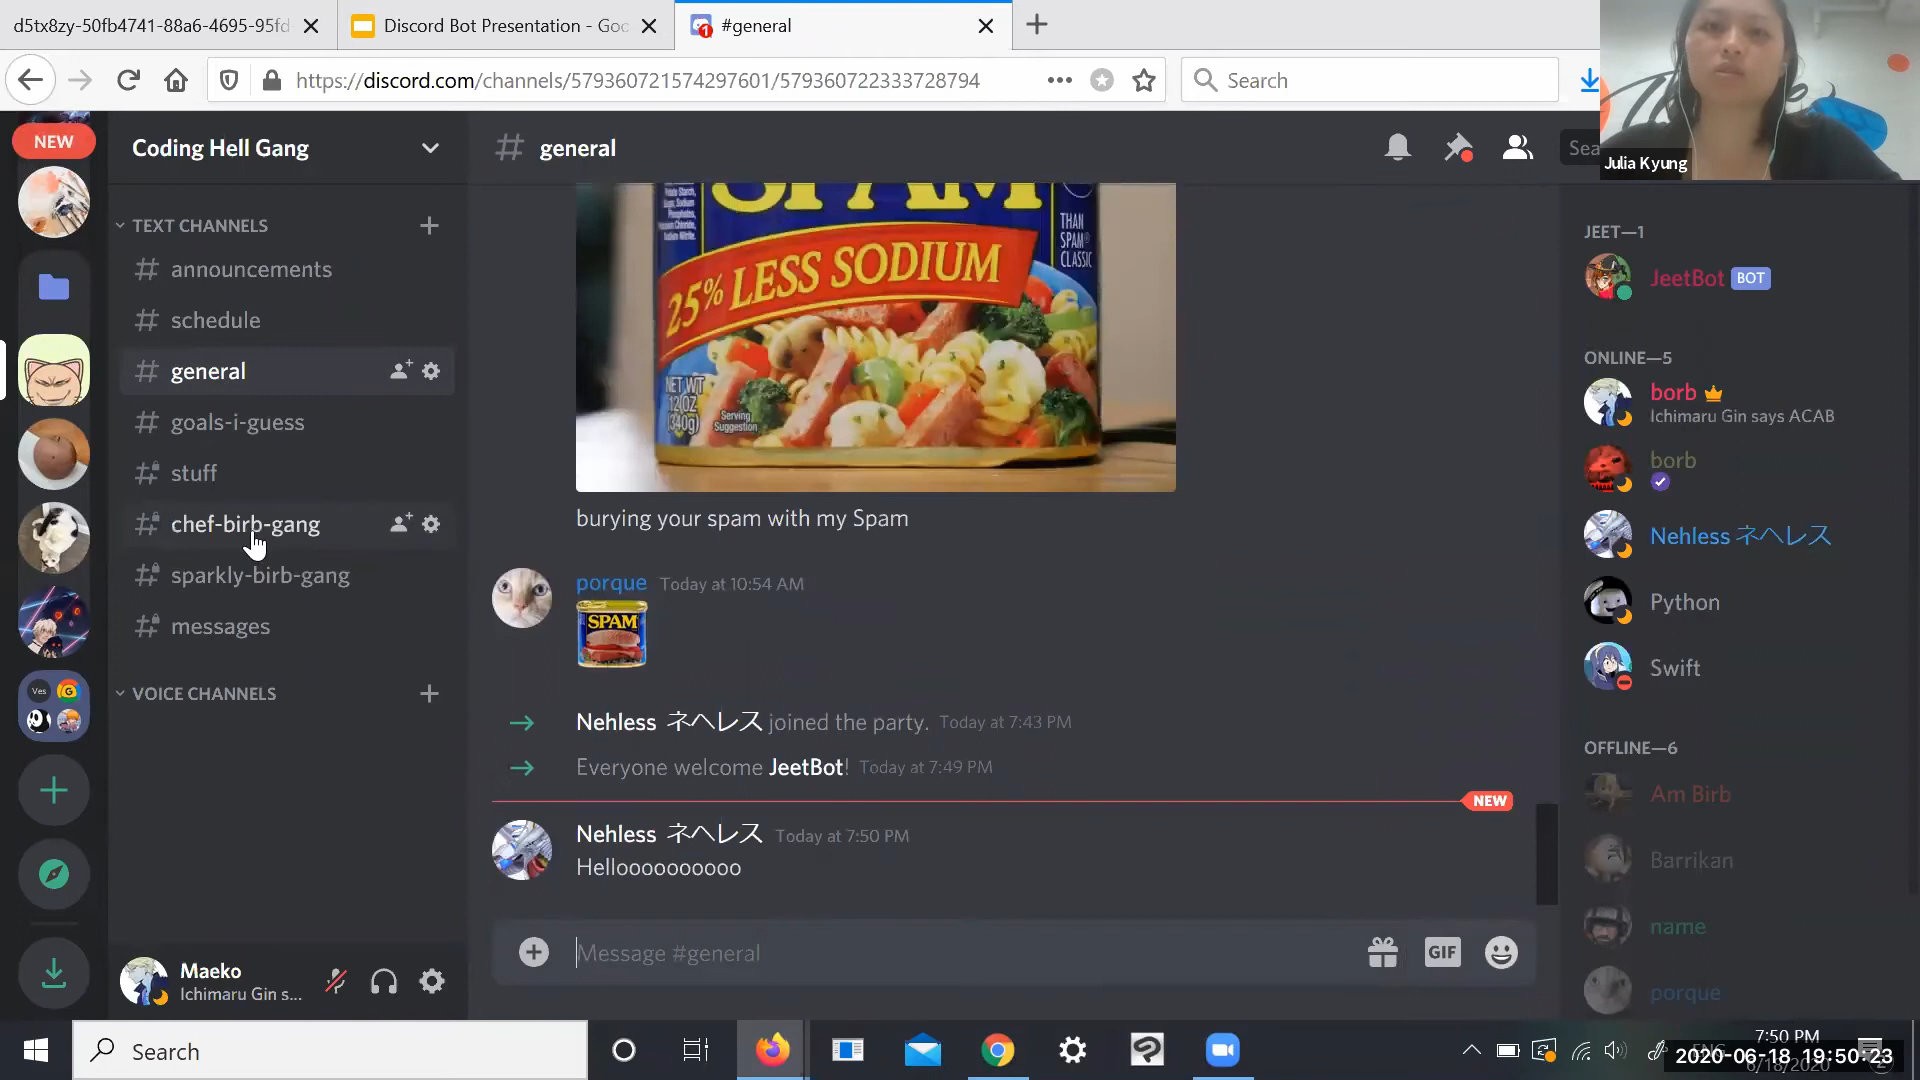 d5tx8zy-50fb4741-88a6-4695-95fd
Discord Bot Presentation - Goo
#general
https://discord.com/channels/579360721574297601/579360722333728794
Search
Julia Kyung
NEW
Coding Hell Gang
general
Sea
TEXT CHANNELS
announcements
schedule
general
goals-i-guess
stuff
chef-birb-gang
sparkly-birb-gang
messages
VOICE CHANNELS
SPAM
THAN
SPAM®
CLASSIC
25% LESS SODIUM
NET WT
12 OZ
(340g)
Serving
Suggestion
burying your spam with my Spam
porque Today at 10:54 AM
SPAM
Nehless ネヘレス joined the party. Today at 7:43 PM
Everyone welcome JeetBot! Today at 7:49 PM
NEW
Nehless ネヘレス Today at 7:50 PM
Helloooooooooo
Message #general
GIF
JEET—1
JeetBot BOT
ONLINE—5
borb
Ichimaru Gin says ACAB
borb
Nehless ネヘレス
Python
Swift
OFFLINE—6
Am Birb
Barrikan
name
porque
Ves
Maeko
Ichimaru Gin s...
Search
7:50 PM
2020-06-18 19:50:23
6/18/2020